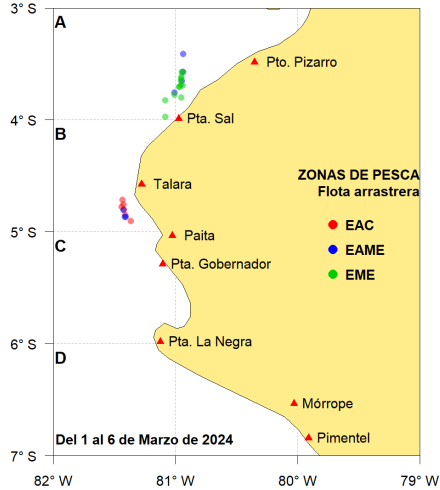 3° S
A
Pto. Pizarro
4° S
Pta. Sal
B
ZONAS DE PESCA
Talara
Flota arrastrera
EAC
5° S
Paita
C
EAME
Pta. Gobernador
EME
6° S
Pta. La Negra
D
Mórrope
Del 1 al 6 de Marzo de 2024
Pimentel
7° S
82° W
81° W
80° W
79° W